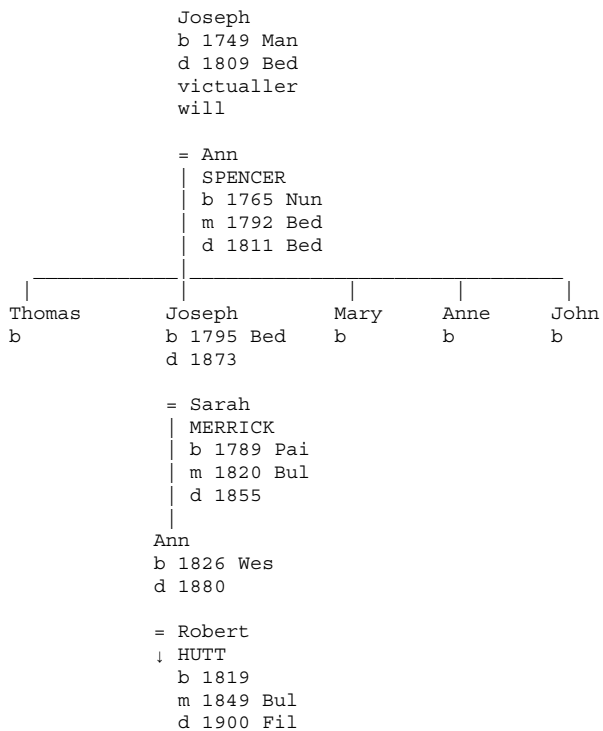 Joseph
b 1749 Man
d 1809 Bed
victualler
will
= Ann
SPENCER
b 1765 Nun
m 1792 Bed
d 1811 Bed
Thomas Joseph Mary Anne John
b b 1795 Bed b b b
d 1873
= Sarah
MERRICK
b 1789 Pai
m 1820 Bul
d 1855
Ann
b 1826 Wes
d 1880
= Robert
↓ HUTT
b 1819
m 1849 Bul
d 1900 Fil